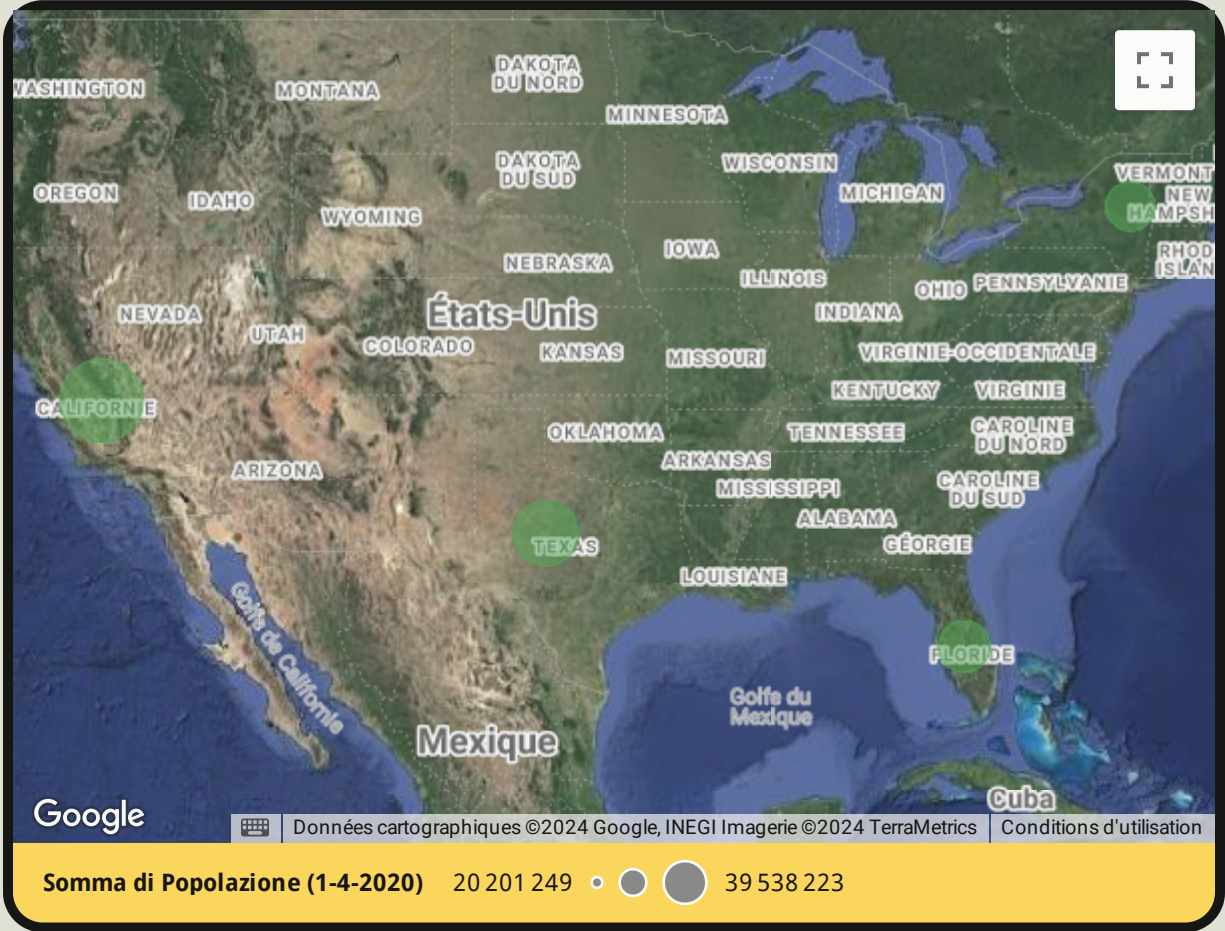 WASHINGTON
MONTANA
DAKOTA
DU NORD
MINNESOTA
OREGON
IDAHO
WYOMING
DAKOTA
DU SUD
WISCONSIN
MICHIGAN
VERMONT
NEW
HAMPSH
NEBRASKA
IOWA
ILLINOIS
OHIO
PENNSYLVANIE
RHOD
ISLAN
NEVADA
UTAH
États-Unis
COLORADO
KANSAS
MISSOURI
INDIANA
VIRGINIE-OCCIDENTALE
KENTUCKY
VIRGINIE
CALIFORNIE
ARIZONA
OKLAHOMA
ARKANSAS
TENNESSEE
CAROLINE
DU NORD
MISSISSIPPI
CAROLINE
DU SUD
ALABAMA
GÉORGIE
TEXAS
LOUISIANE
FLORIDE
Golfe de Californie
Golfe du
Mexique
Mexique
Cuba
Google
Données cartographiques ©2024 Google, INEGI Imagerie ©2024 TerraMetrics
Conditions d'utilisation
Somma di Popolazione (1-4-2020) 20 201 249 39 538 223